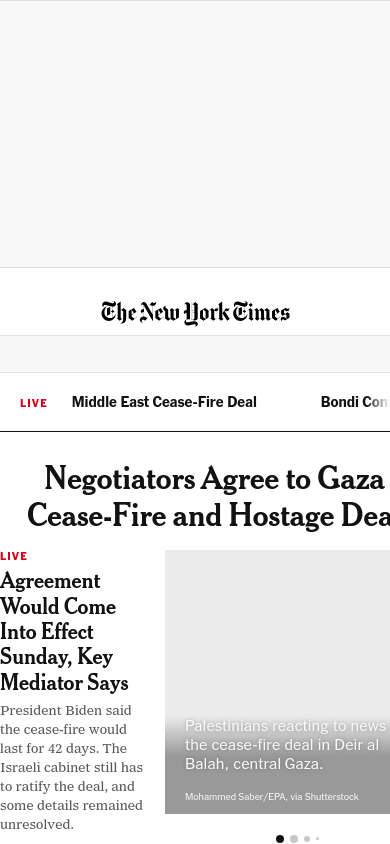 The New York Times
LIVE Middle East Cease-Fire Deal Bondi
Negotiators Agree to Gaza
Cease-Fire and Hostage
LIVE
Agreement
Would Come
Into Effect
Sunday, Key
Mediator Says
President Biden said
the cease-fire would
last for 42 days. The
Israeli cabinet still has
to ratify the deal, and
some details remained
unresolved.
Palestinians reacting to news
the cease-fire deal in Deir al
Balah, central Gaza.
Mohammed Saber/EPA, via Shutterstock